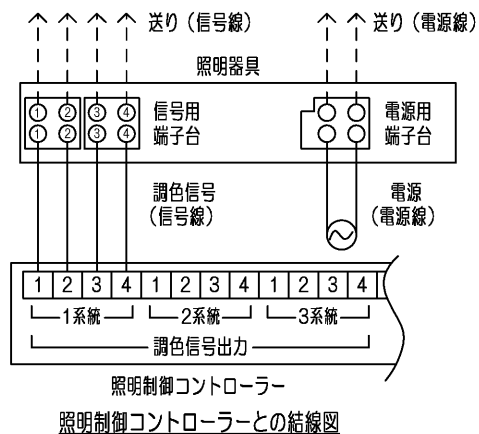 送り(信号線)
送り(電源線)
照明器具
① ② ③ ④
① ② ③ ④
信号用
端子台
電源用
端子台
調色信号
(信号線)
電源
(電源線)
1 2 3 4 1 2 3 4 1 2 3 4
1系統 2系統 3系統
調色信号出力
照明制御コントローラー
照明制御コントローラーとの結線図